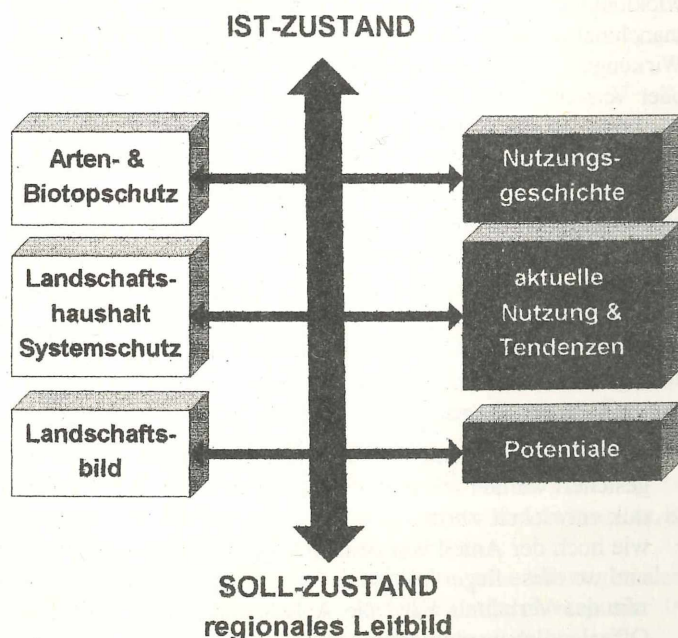 IST-ZUSTAND
Arten- &
Biotopschutz
Nutzungs-
geschichte
Landschafts-
haushalt
Systemschutz
aktuelle
Nutzung &
Tendenzen
Landschafts-
bild
Potentiale
SOLL-ZUSTAND
regionales Leitbild